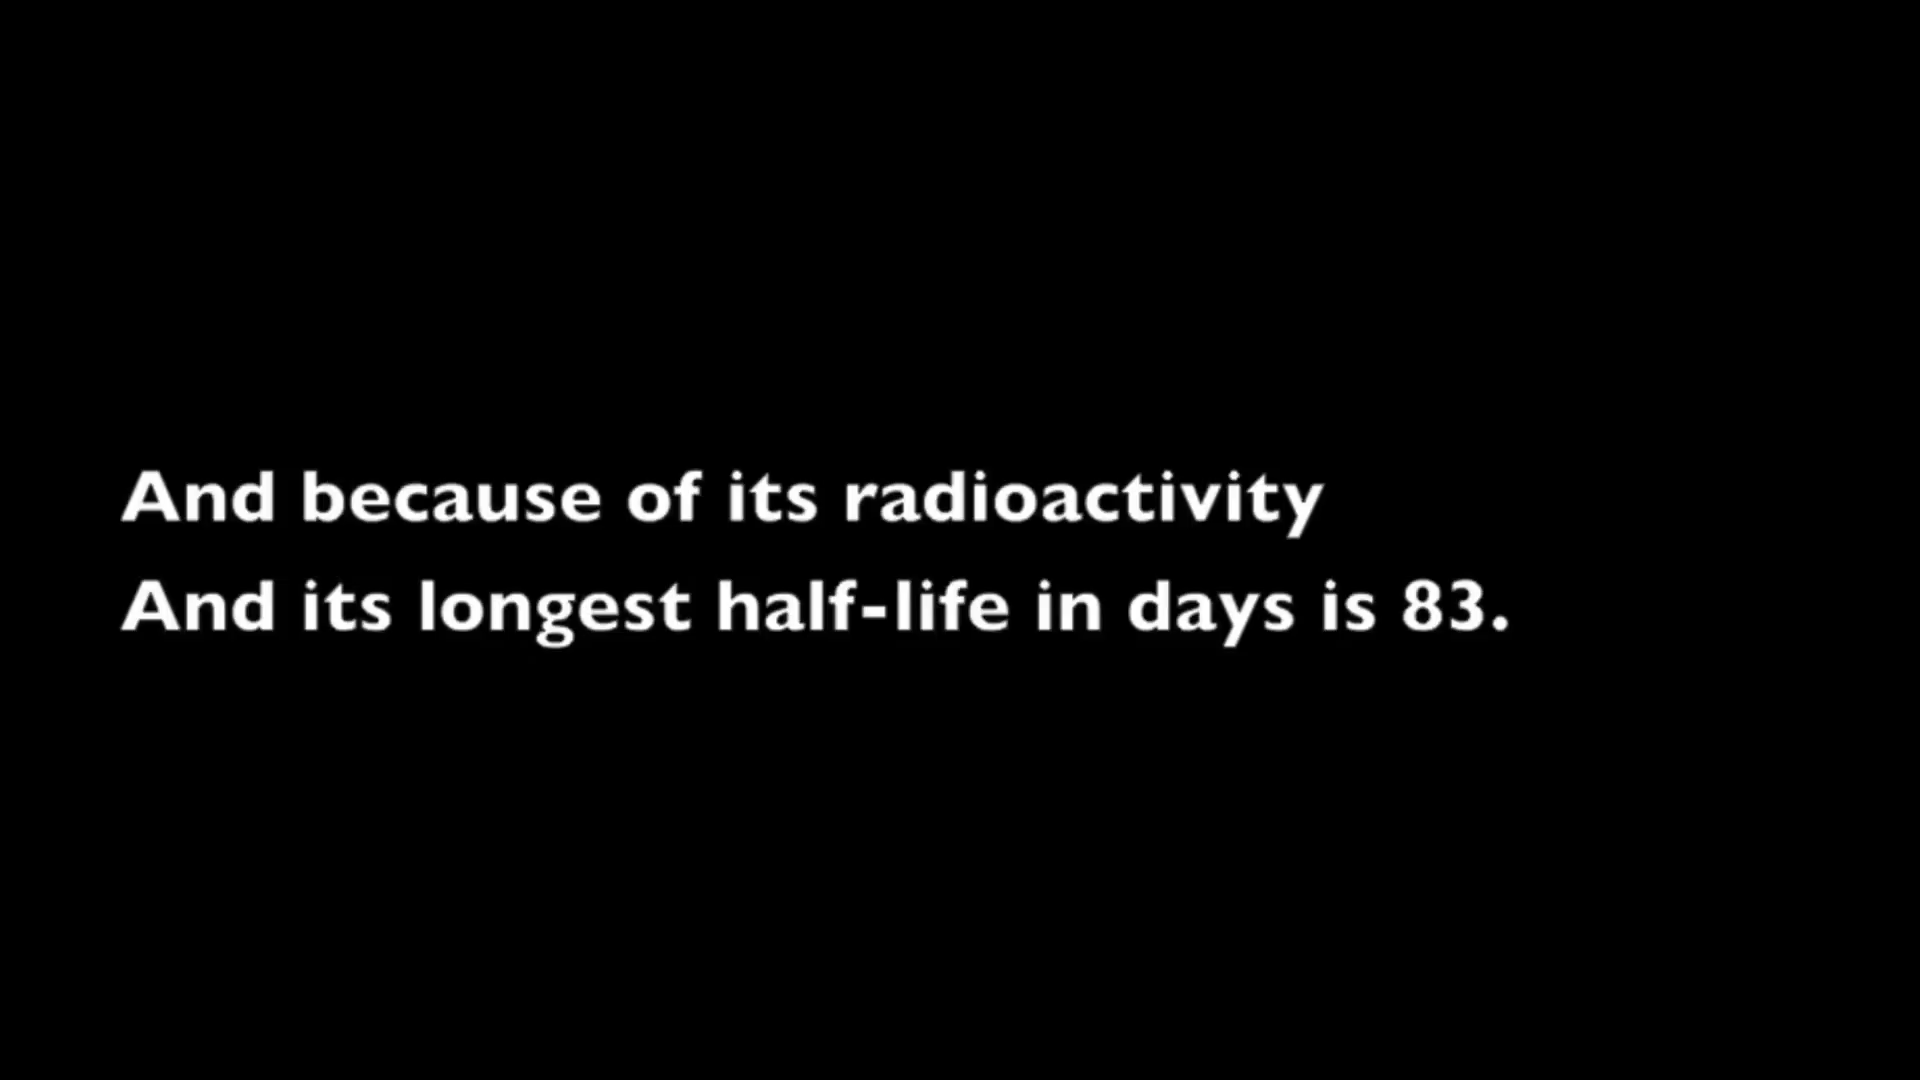 And because of its radioactivity
And its longest half-life in days is 83.